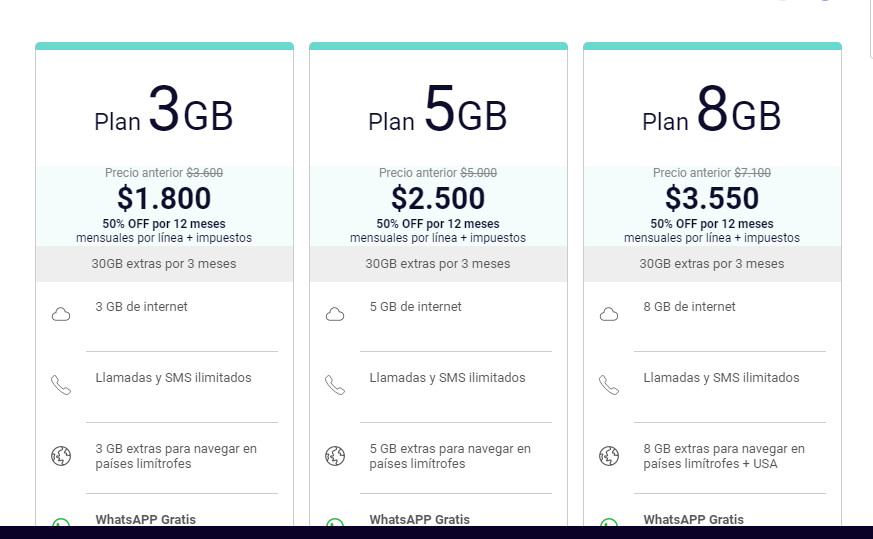 Plan 3GB
Precio anterior $3.600
$1.800
50% OFF por 12 meses
mensuales por línea + impuestos
30GB extras por 3 meses
3 GB de internet
Llamadas y SMS ilimitados
3 GB extras para navegar en
países limítrofes
WhatsAPP Gratis
Plan 5GB
Precio anterior $5.000
$2.500
50% OFF por 12 meses
mensuales por línea + impuestos
30GB extras por 3 meses
5 GB de internet
Llamadas y SMS ilimitados
5 GB extras para navegar en
países limítrofes
WhatsAPP Gratis
Plan 8GB
Precio anterior $7.100
$3.550
50% OFF por 12 meses
mensuales por línea + impuestos
30GB extras por 3 meses
8 GB de internet
Llamadas y SMS ilimitados
8 GB extras para navegar en
países limítrofes + USA
WhatsAPP Gratis